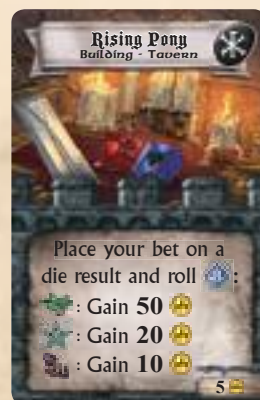 Rising Pony
Building - Tavern
Place your bet on a
die result and roll :
: Gain 50
: Gain 20
: Gain 10
5